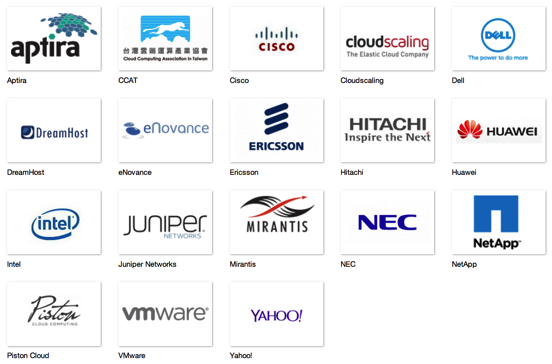 aptira
台灣雲端運算產業協會
Cloud Computing Association in Taiwan
CISCO
cloudscaling
The Elastic Cloud Company
DELL
The power to do more
Aptira
CCAT
Cisco
Cloudscaling
Dell
DreamHost
eNovance
ERICSSON
HITACHI
Inspire the Next
HUAWEI
DreamHost
eNovance
Ericsson
Hitachi
Huawei
intel
JUNIPER
NETWORKS
MIRANTIS
NEC
NetApp
Intel
Juniper Networks
Mirantis
NEC
NetApp
Piston
CLOUD COMPUTING
vmware
YAHOO!
Piston Cloud
VMware
Yahoo!